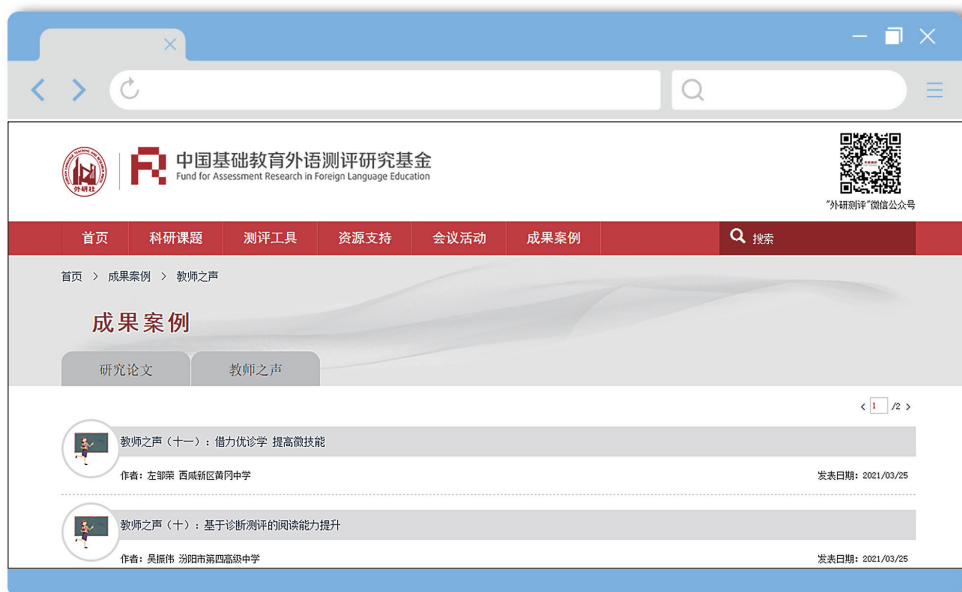 外研社
中国基础教育外语测评研究基金
Fund for Assessment Research in Foreign Language Education
"外研测评"微信公众号
首页 科研课题 测评工具 资源支持 会议活动 成果案例 搜索
首页 > 成果案例 > 教师之声
成果案例
研究论文 教师之声
< 1 /2 >
教师之声（十一）：借力优诊学 提高微技能
作者：左邹荣 西咸新区黄冈中学 发表日期：2021/03/25
教师之声（十）：基于诊断测评的阅读能力提升
作者：吴振伟 汾阳市第四高级中学 发表日期：2021/03/25